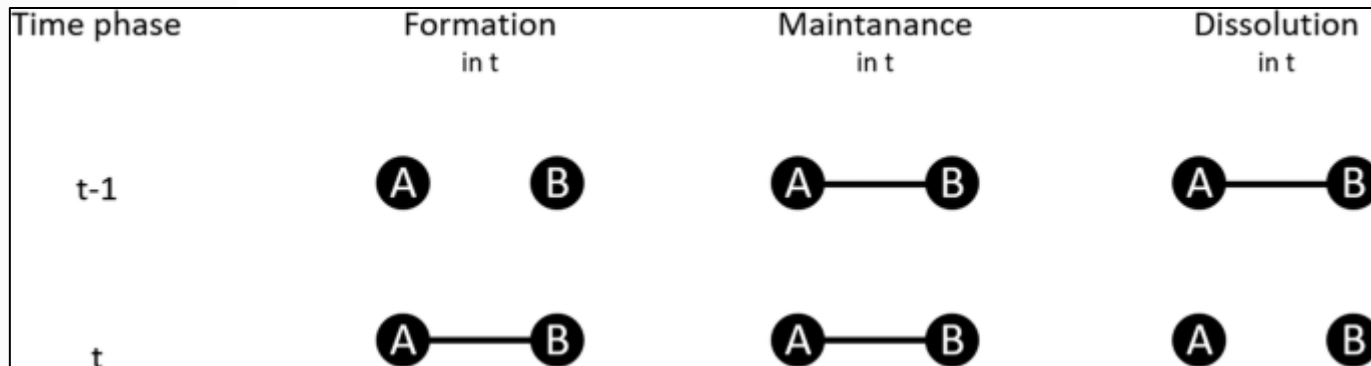 Time phase Formation Maintanance Dissolution
in t in t in t
t-1 A B A B A B
t A B A B A B